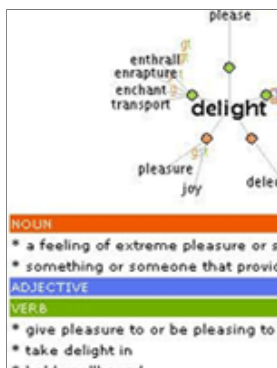 please
enthrall
enrapture
enchant
transport
delight
pleasure
joy
NOUN
* a feeling of extreme pleasure or s
* something or someone that provid
ADJECTIVE
VERB
* give pleasure to or be pleasing to
* take delight in